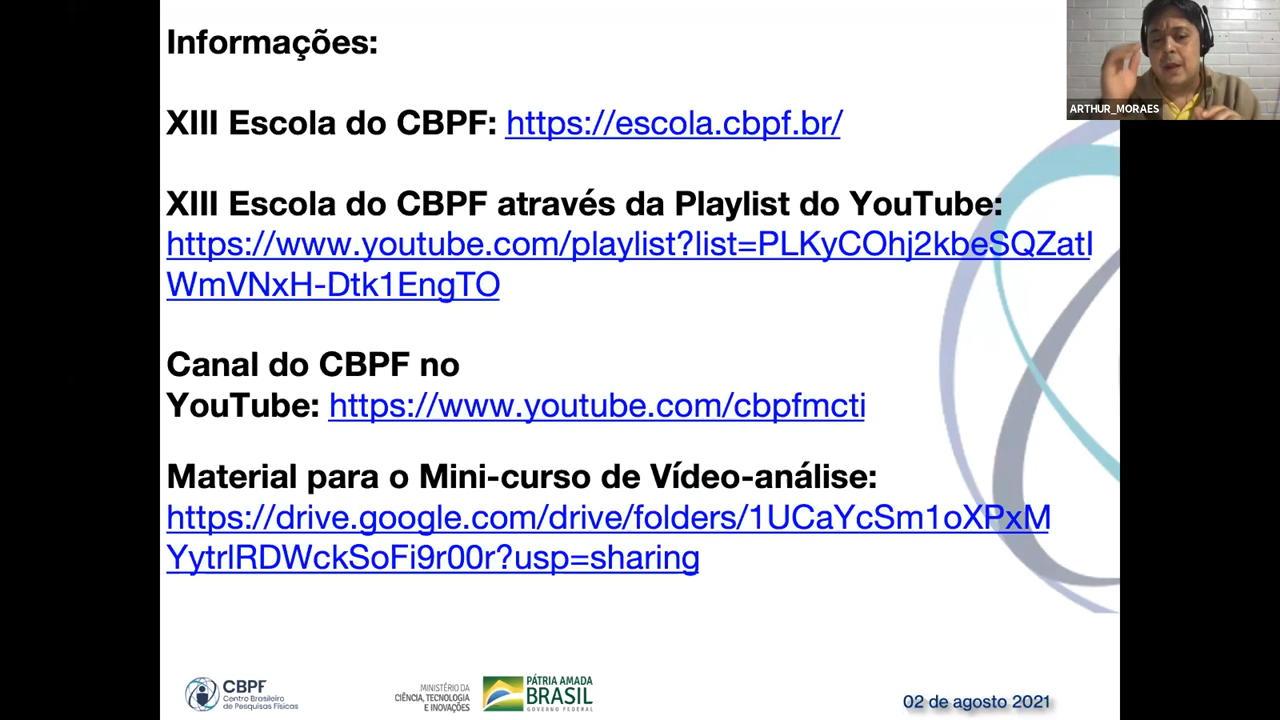 Informações:
XIII Escola do CBPF: https://escola.cbpf.br/
XIII Escola do CBPF através da Playlist do YouTube:
https://www.youtube.com/playlist?list=PLKyCOhj2kbeSQZatI
WmVNxH-Dtk1EngTO
Canal do CBPF no
YouTube: https://www.youtube.com/cbpfmcti
Material para o Mini-curso de Vídeo-análise:
https://drive.google.com/drive/folders/1UCaYcSm1oXPxM
YytrlRDWckSoFi9r00r?usp=sharing
ARTHUR_MORAES
CBPF
Centro Brasileiro
de Pesquisas Físicas
MINISTÉRIO DA
CIÊNCIA, TECNOLOGIA
E INOVAÇÕES
PÁTRIA AMADA
BRASIL
GOVERNO FEDERAL
02 de agosto 2021